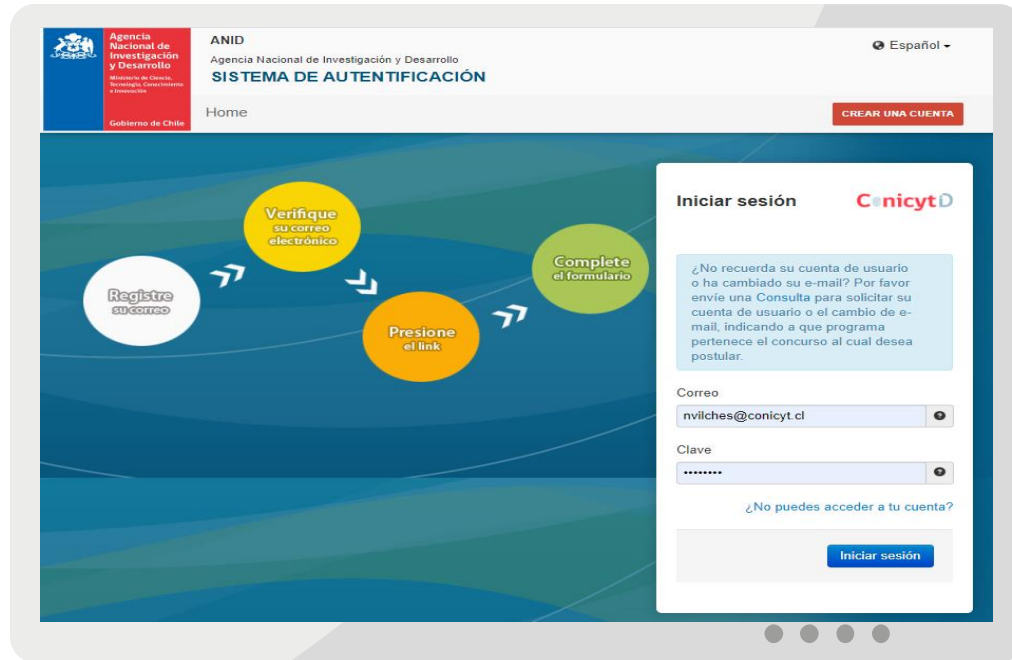 Agencia
Nacional de
Investigación
y Desarrollo
Ministerio de Ciencia,
Tecnología, Conocimiento
e Innovación
Gobierno de Chile
ANID
Agencia Nacional de Investigación y Desarrollo
SISTEMA DE AUTENTIFICACIÓN
Español
Home
CREAR UNA CUENTA
Registre
su correo
Verifique
su correo
electrónico
Presione
el link
Complete
el formulario
Iniciar sesión
ConicytID
¿No recuerda su cuenta de usuario
o ha cambiado su e-mail? Por favor
envíe una Consulta para solicitar su
cuenta de usuario o el cambio de e-
mail, indicando a que programa
pertenece el concurso al cual desea
postular.
Correo
nvilches@conicyt.cl
Clave
••••••••
¿No puedes acceder a tu cuenta?
Iniciar sesión